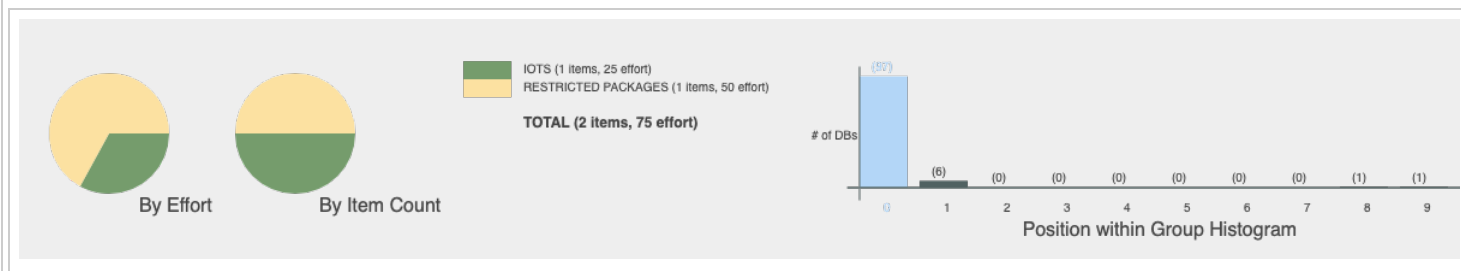 IOTS (1 items, 25 effort)
RESTRICTED PACKAGES (1 items, 50 effort)
TOTAL (2 items, 75 effort)
By Effort
By Item Count
# of DBs
(6) (0) (0) (0) (0) (0) (0) (1) (1)
1 2 3 4 5 6 7 8 9
Position within Group Histogram